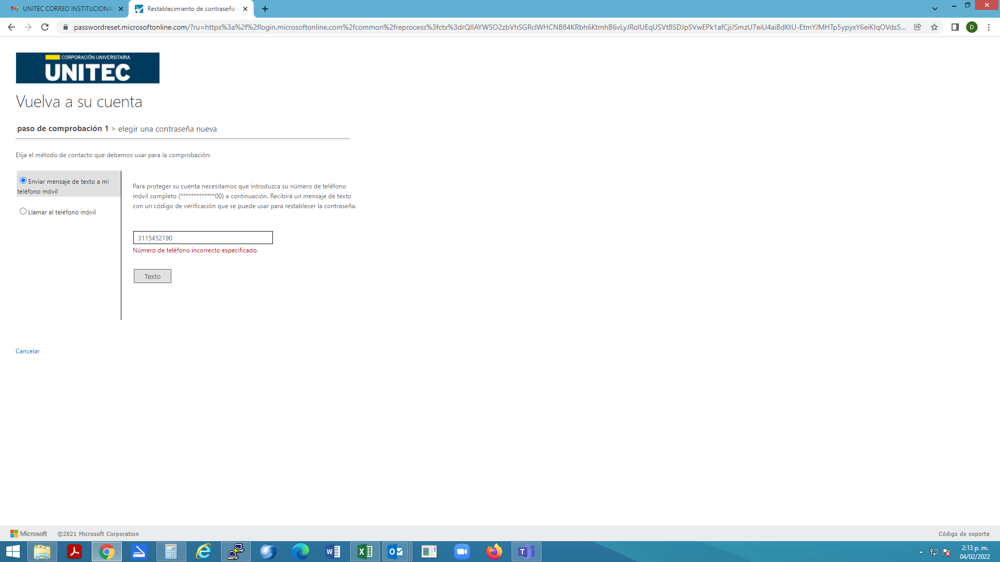 UNITEC CORREO INSTITUCIONA
Restablecimiento de contraseña
passwordreset.microsoftonline.com/?ru=https%3a%2f%2flogin.microsoftonline.com%2fcommon%2freprocess%3fctx%3drQIIAYWSO2zbVhSGRclWHCNB84KRbh6KtmhB6vLyJRolUEqUSVt8SDJpSVwEPk1afCjiJSmzU7eiU4aiBdKtU-EtmYJMHTp5ypyxY6eiKIqOVds5...
D
CORPORACIÓN UNIVERSITARIA
UNITEC
Vuelva a su cuenta
paso de comprobación 1 > elegir una contraseña nueva
Elija el método de contacto que debemos usar para la comprobación:
Enviar mensaje de texto a mi
teléfono móvil
Llamar al teléfono móvil
Para proteger su cuenta necesitamos que introduzca su número de teléfono
móvil completo (*************00) a continuación. Recibirá un mensaje de texto
con un código de verificación que se puede usar para restablecer la contraseña.
3115452190
Número de teléfono incorrecto especificado.
Texto
Cancelar
Microsoft ©2021 Microsoft Corporation
Código de soporte
2:13 p. m.
04/02/2022